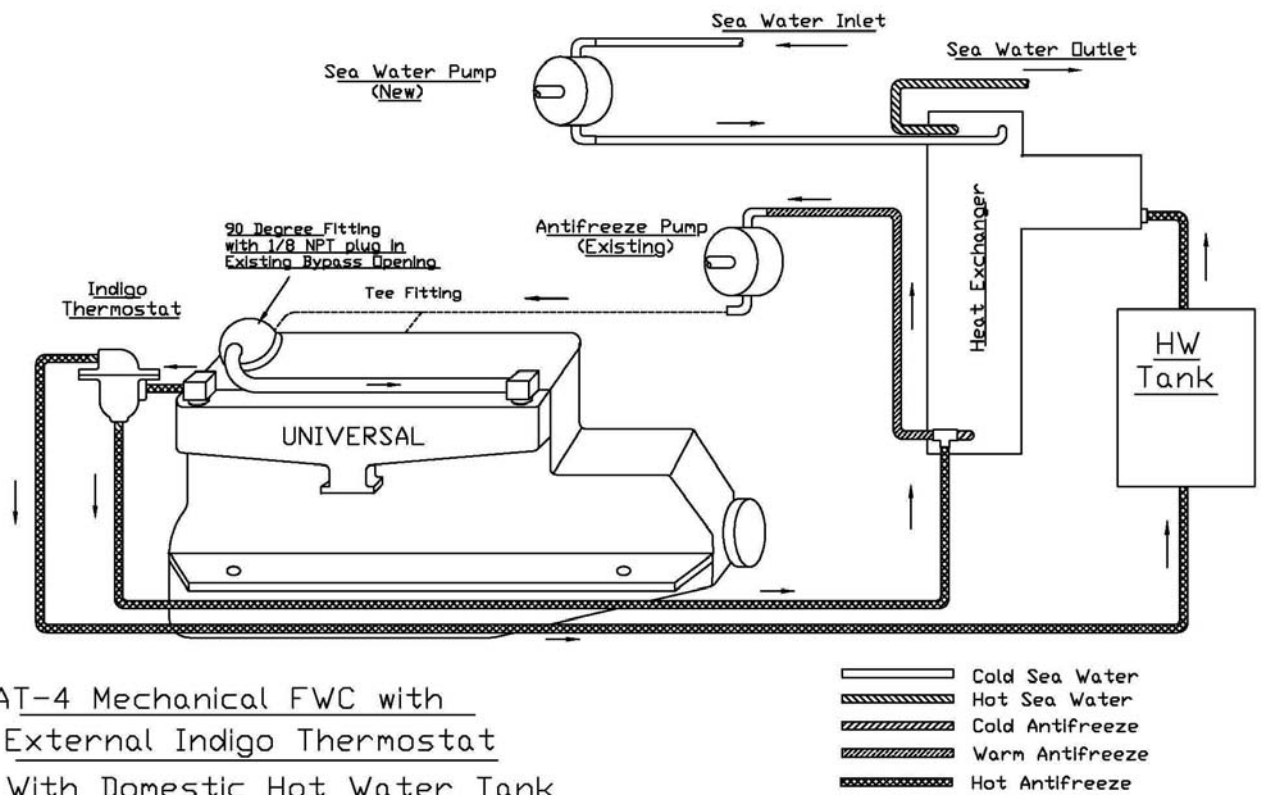 Sea Water Inlet
Sea Water Outlet
Sea Water Pump
(New)
90 Degree Fitting
with 1/8 NPT plug in
Existing Bypass Opening
Antifreeze Pump
(Existing)
Indigo
Thermostat
Tee Fitting
Heat Exchanger
HW
Tank
UNIVERSAL
AT-4 Mechanical FWC with
External Indigo Thermostat
With Domestic Hot Water Tank
Cold Sea Water
Hot Sea Water
Cold Antifreeze
Warm Antifreeze
Hot Antifreeze